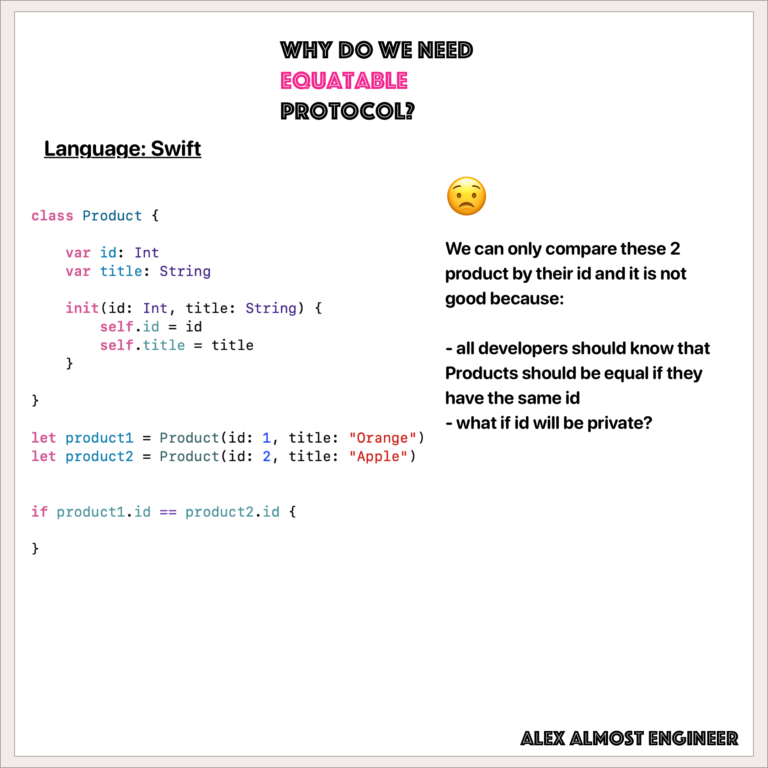 WHY DO WE NEED
EQUATABLE
PROTOCOL?
Language: Swift
class Product {
var id: Int
var title: String
init(id: Int, title: String) {
self.id = id
self.title = title
}
}
let product1 = Product(id: 1, title: "Orange")
let product2 = Product(id: 2, title: "Apple")
if product1.id == product2.id {
}
We can only compare these 2
product by their id and it is not
good because:
- all developers should know that
Products should be equal if they
have the same id
- what if id will be private?
ALEX ALMOST ENGINEER